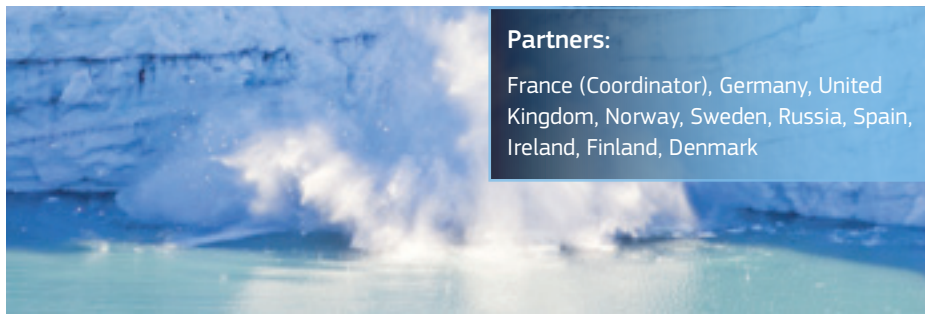 Partners:
France (Coordinator), Germany, United
Kingdom, Norway, Sweden, Russia, Spain,
Ireland, Finland, Denmark